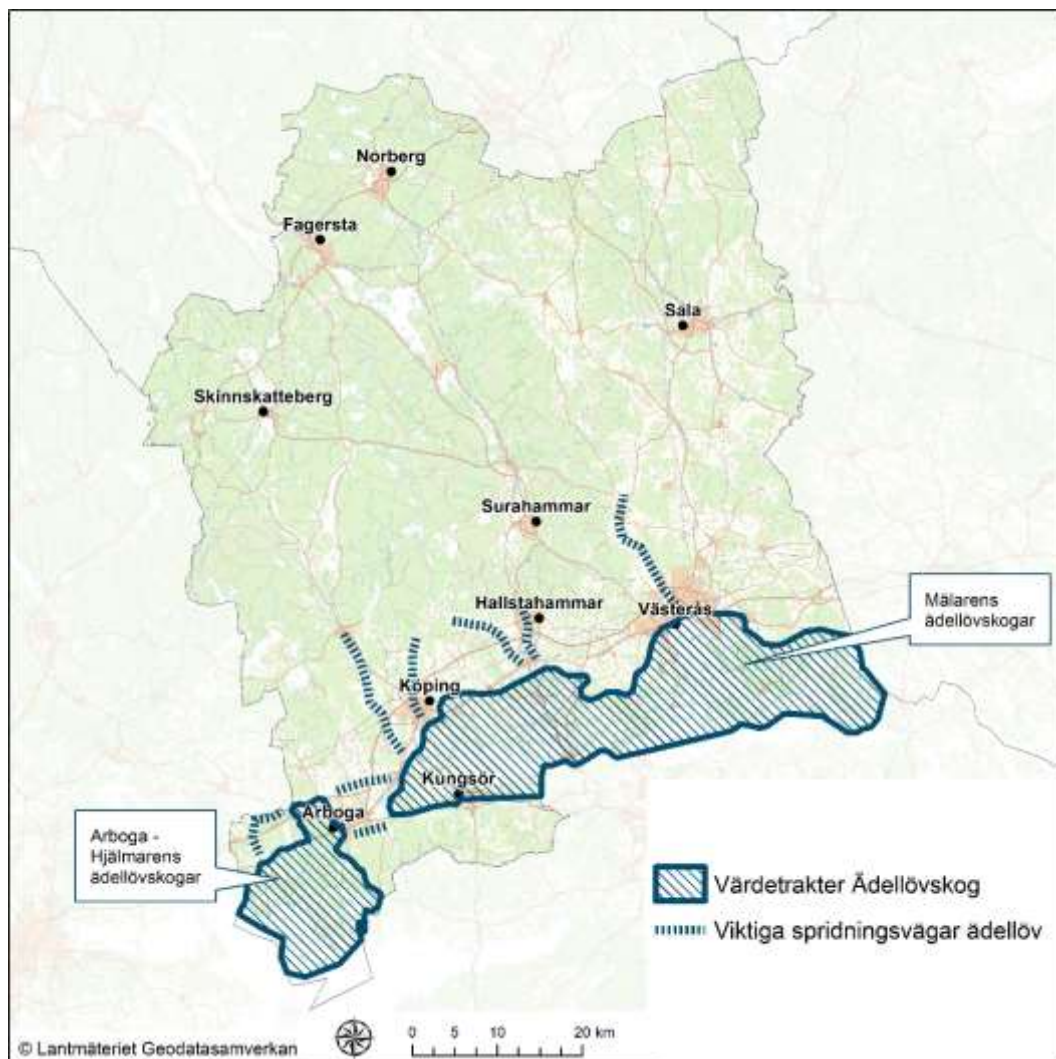 Norberg
Fagersta
Sala
Skinnskatteberg
Surahammar
Hallstahammar
Västerås
Mälarens
ädellövskogar
Köping
Kungsör
Arboga
Arboga -
Hjälmarens
ädellövskogar
Värdetrakter Ädellövskog
Viktiga spridningsvägar ädellöv
0 5 10 20 km
© Lantmäteriet Geodatasamverkan